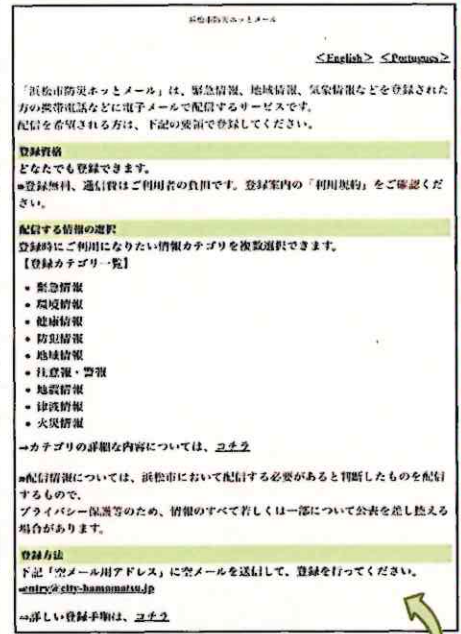 浜松市防災ホッとメール
＜English＞ ＜Portugues＞
「浜松市防災ホッとメール」は、緊急情報、地域情報、気象情報などを登録された
方の携帯電話などに電子メールで配信するサービスです。
配信を希望される方は、下記の要領で登録してください。
登録資格
どなたでも登録できます。
※登録無料、通信費はご利用者の負担です。登録案内の「利用規約」をご確認くだ
さい。
配信する情報の選択
登録時にご利用になりたい情報カテゴリを複数選択できます。
【登録カテゴリ一覧】
• 緊急情報
• 環境情報
• 健康情報
• 防犯情報
• 地域情報
• 注意報・警報
• 地震情報
• 津波情報
• 火災情報
→カテゴリの詳細な内容については、コチラ
※配信情報については、浜松市において配信する必要があると判断したものを配信
するもので、
プライバシー保護等のため、情報のすべて若しくは一部について公表を差し控える
場合があります。
登録方法
下記「空メール用アドレス」に空メールを送信して、登録を行ってください。
entry@city-hamamatsu.jp
→詳しい登録手順は、コチラ